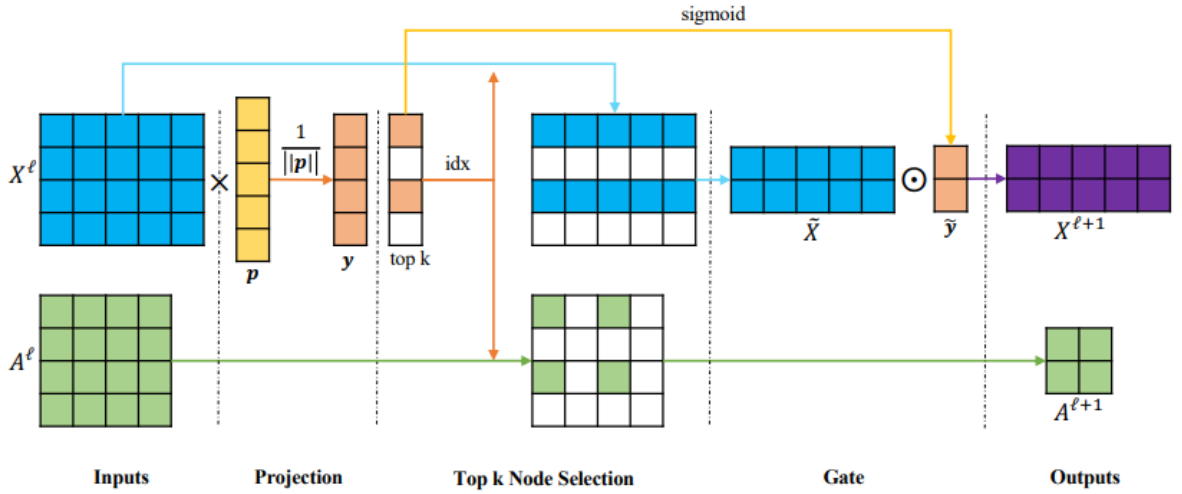 sigmoid
X^ℓ
×
1
||p||
idx
p
y
top k
X̃
⊙
ỹ
X^{ℓ+1}
A^ℓ
A^{ℓ+1}
Inputs
Projection
Top k Node Selection
Gate
Outputs